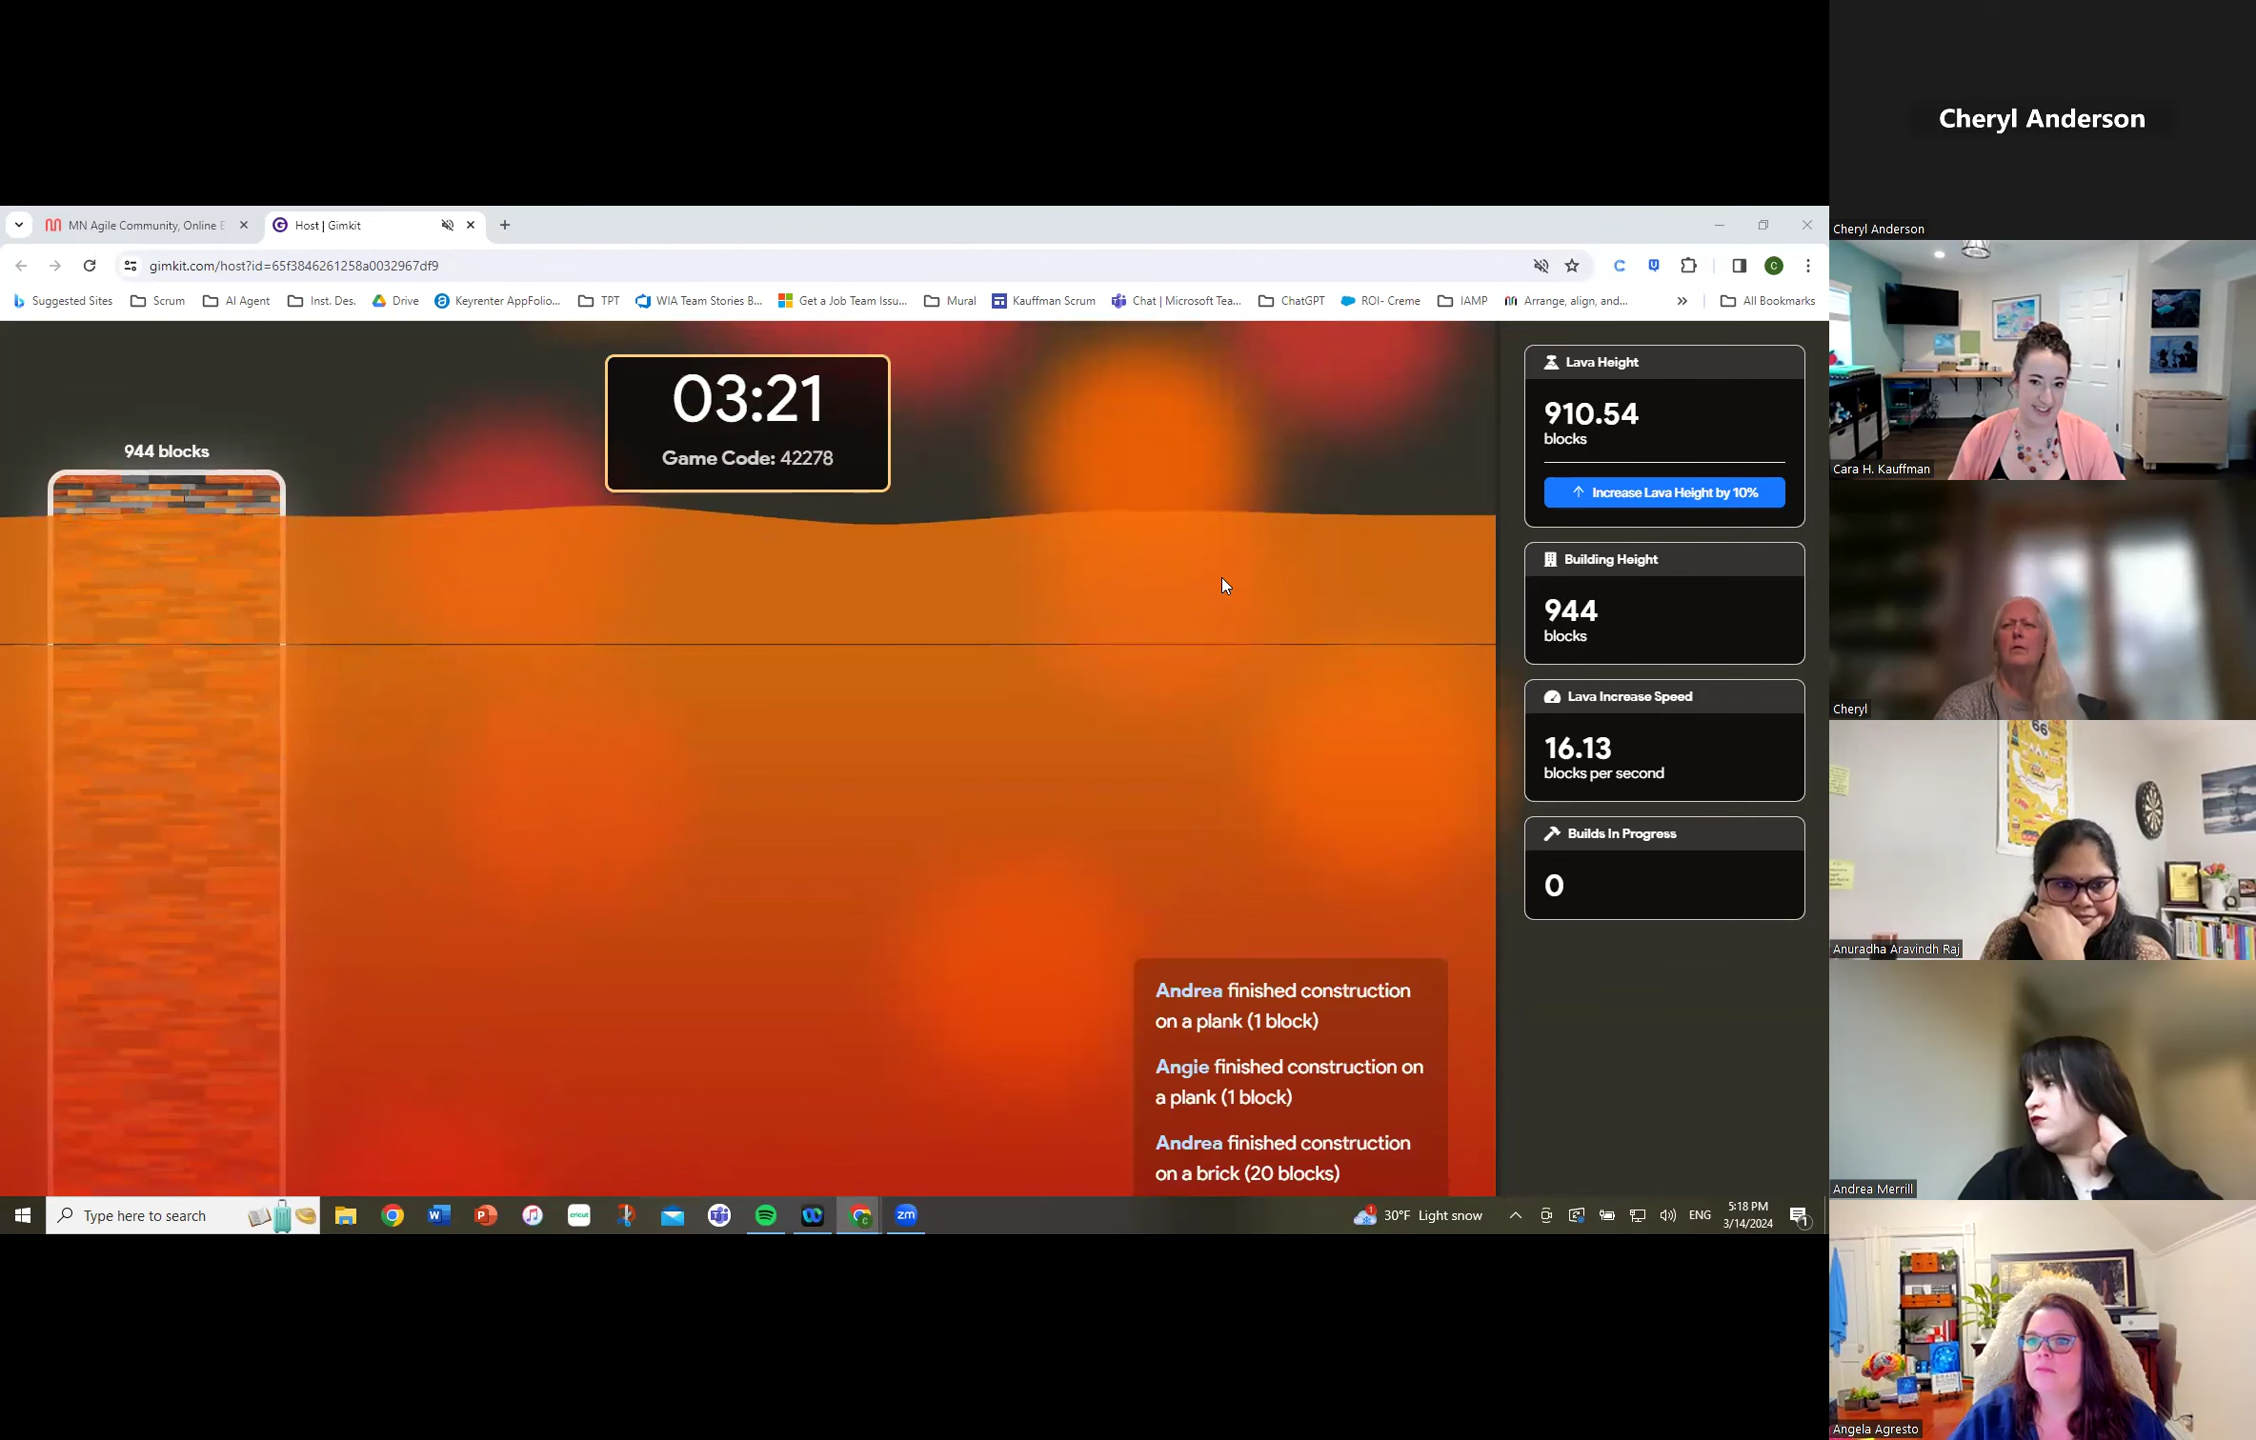 Cheryl Anderson
Cheryl Anderson
MN Agile Community, Online E
Host | Gimkit
gimkit.com/host?id=65f3846261258a0032967df9
C
U
C
Suggested Sites
Scrum
AI Agent
Inst. Des.
Drive
Keyrenter AppFolio...
TPT
WIA Team Stories B...
Get a Job Team Issu...
Mural
Kauffman Scrum
Chat | Microsoft Tea...
ChatGPT
ROI- Creme
IAMP
Arrange, align, and...
All Bookmarks
03:21
Game Code: 42278
944 blocks
Lava Height
910.54
blocks
Increase Lava Height by 10%
Building Height
944
blocks
Lava Increase Speed
16.13
blocks per second
Builds In Progress
0
Andrea finished construction
on a plank (1 block)
Angie finished construction on
a plank (1 block)
Andrea finished construction
on a brick (20 blocks)
Cara H. Kauffman
Cheryl
66
Anuradha Aravindh Raj
Andrea Merrill
Angela Agresto
Type here to search
cricut
zm
30°F Light snow
ENG
5:18 PM
3/14/2024
1